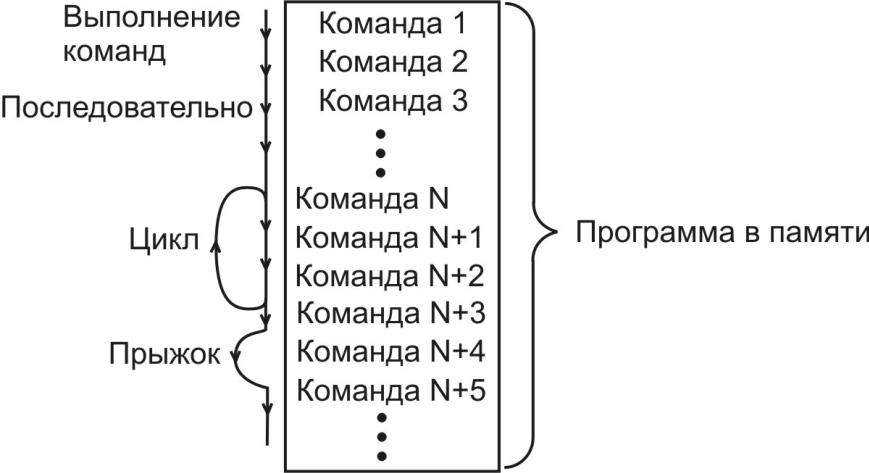 Выполнение
команд
Последовательно
Цикл
Прыжок
Команда 1
Команда 2
Команда 3
Команда N
Команда N+1
Команда N+2
Команда N+3
Команда N+4
Команда N+5
Программа в памяти